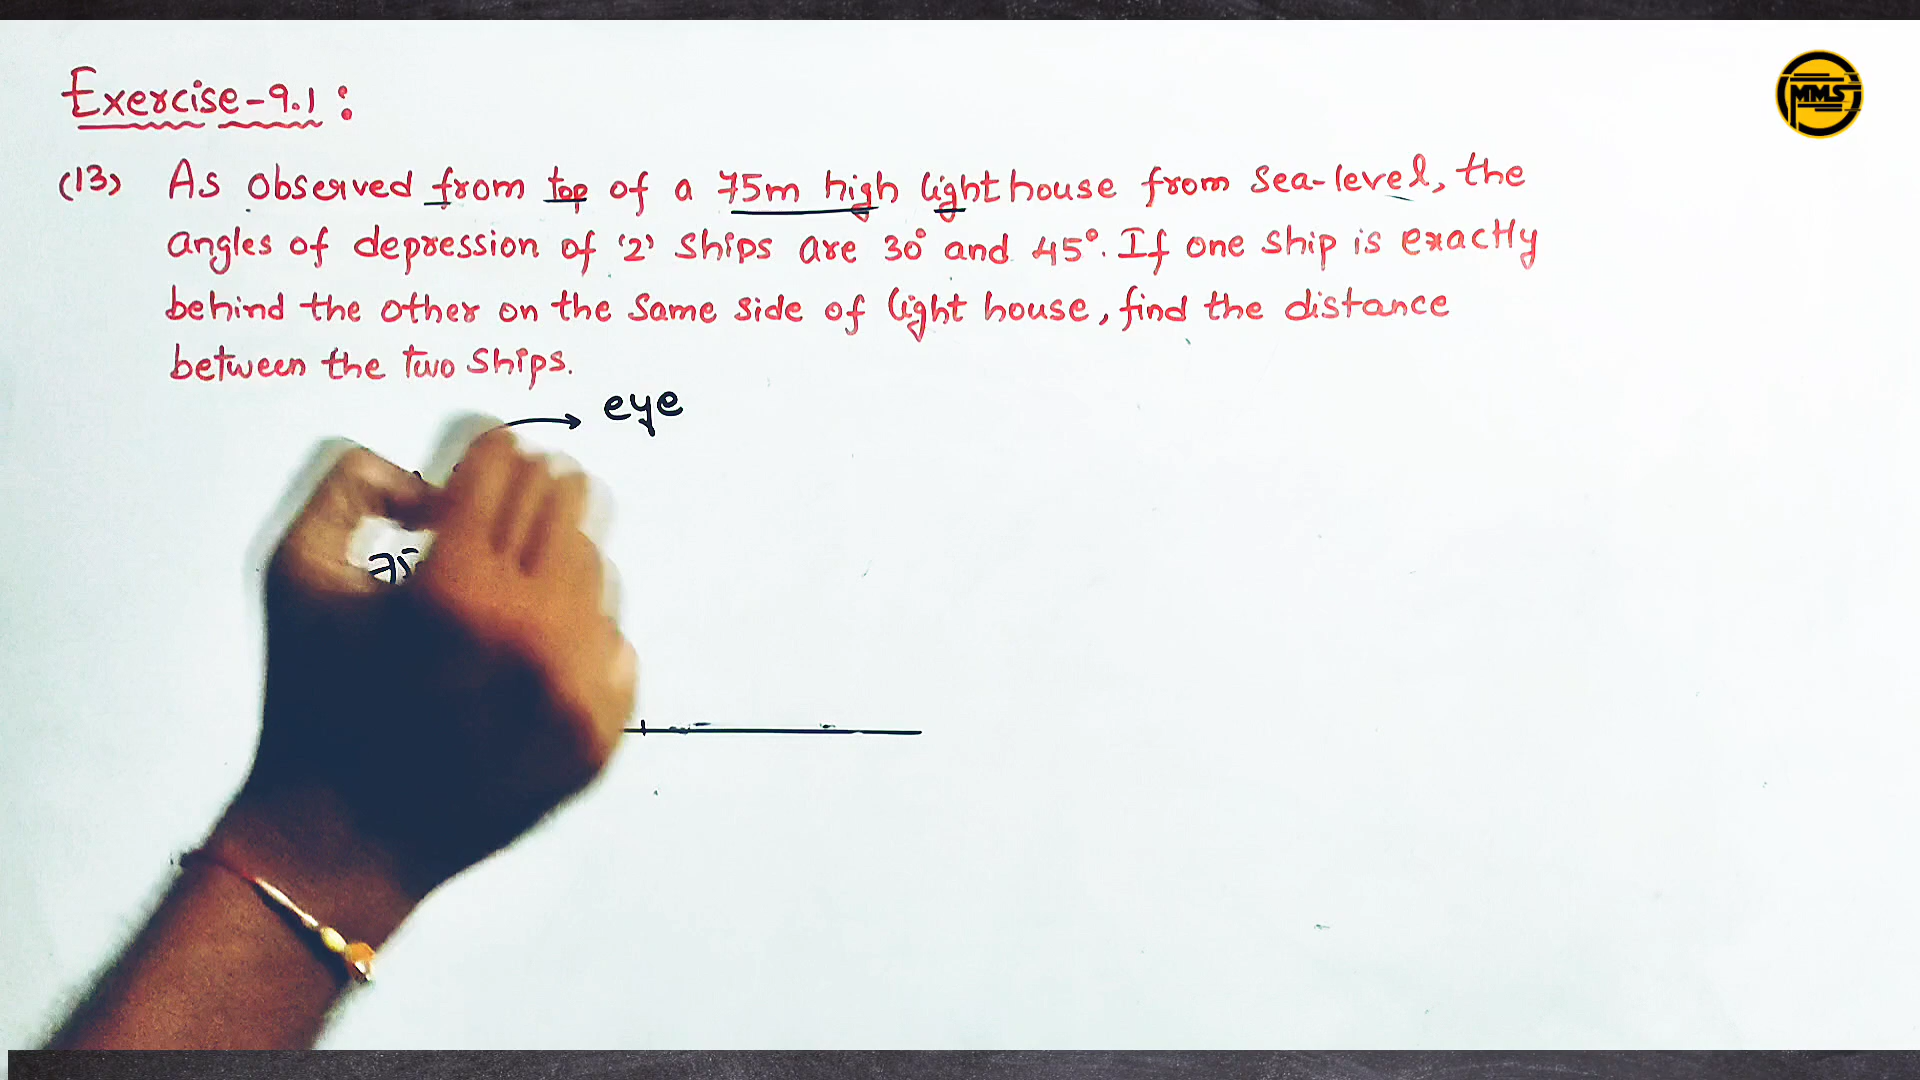 Exercise-9.1:
MMS
(13) As observed from top of a 75m high light house from sea-level, the
angles of depression of '2' ships are 30° and 45°. If one ship is exactly
behind the other on the same side of light house, find the distance
between the two ships.
eye
75